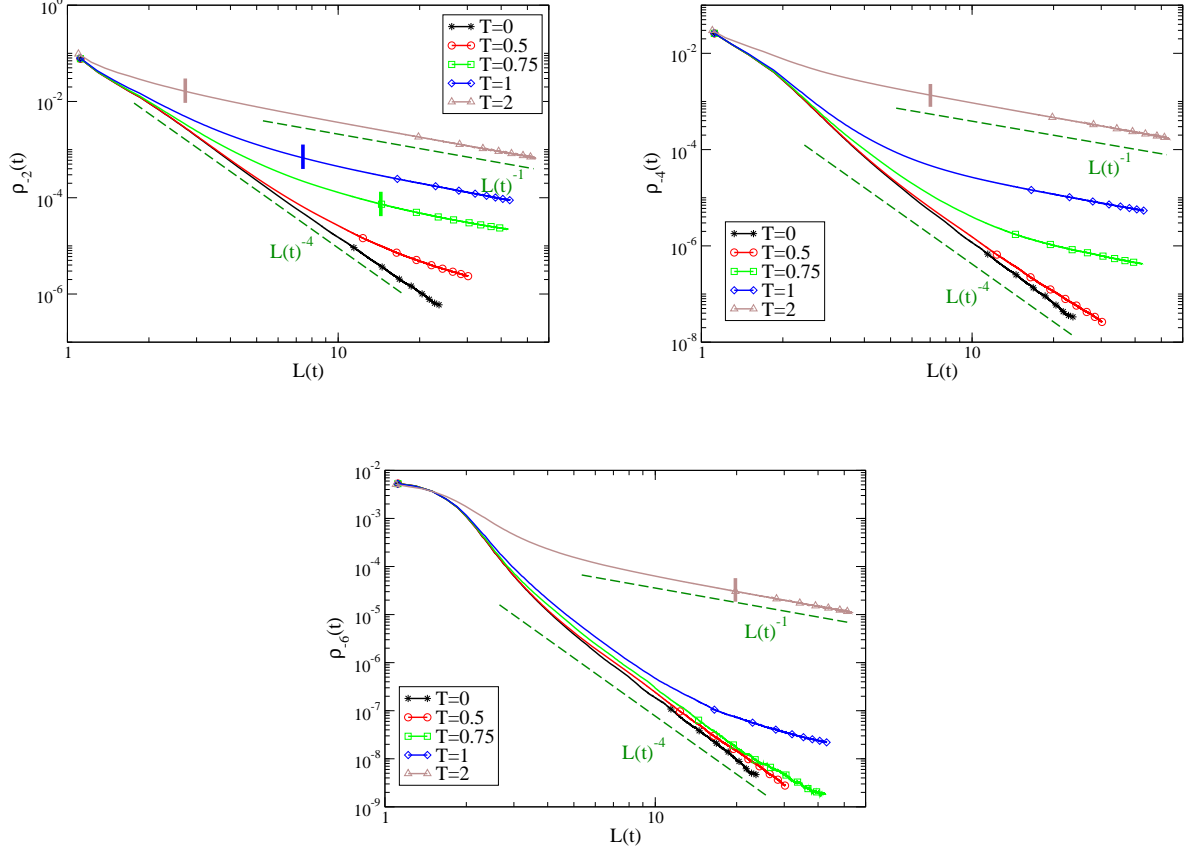 10^0
10^-2
10^-4
10^-6
ρ_-2(t)
1
10
L(t)
T=0
T=0.5
T=0.75
T=1
T=2
L(t)^-1
L(t)^-4
10^-2
10^-4
10^-6
10^-8
ρ_-4(t)
1
10
L(t)
L(t)^-1
T=0
T=0.5
T=0.75
T=1
T=2
L(t)^-4
10^-2
10^-3
10^-4
10^-5
10^-6
10^-7
10^-8
10^-9
ρ_-6(t)
1
10
L(t)
L(t)^-1
T=0
T=0.5
T=0.75
T=1
T=2
L(t)^-4